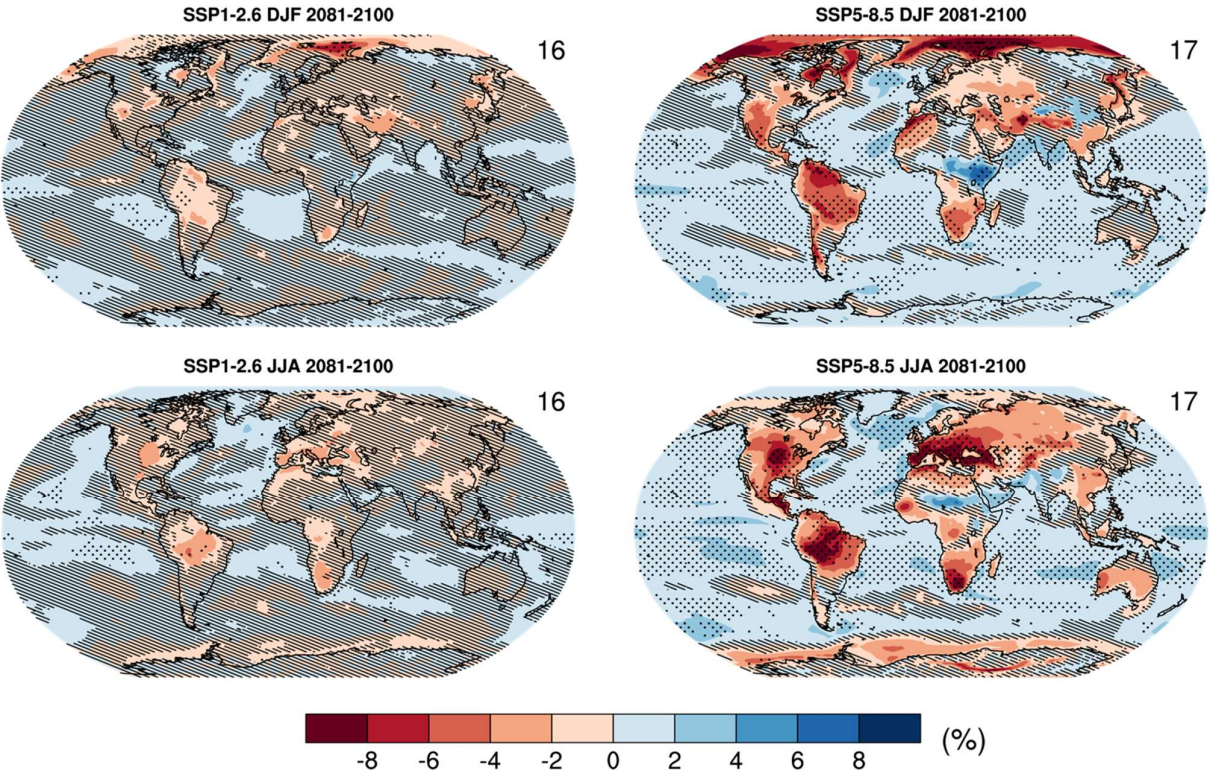 SSP1-2.6 DJF 2081-2100
16
SSP5-8.5 DJF 2081-2100
17
SSP1-2.6 JJA 2081-2100
16
SSP5-8.5 JJA 2081-2100
17
-8 -6 -4 -2 0 2 4 6 8 (%)